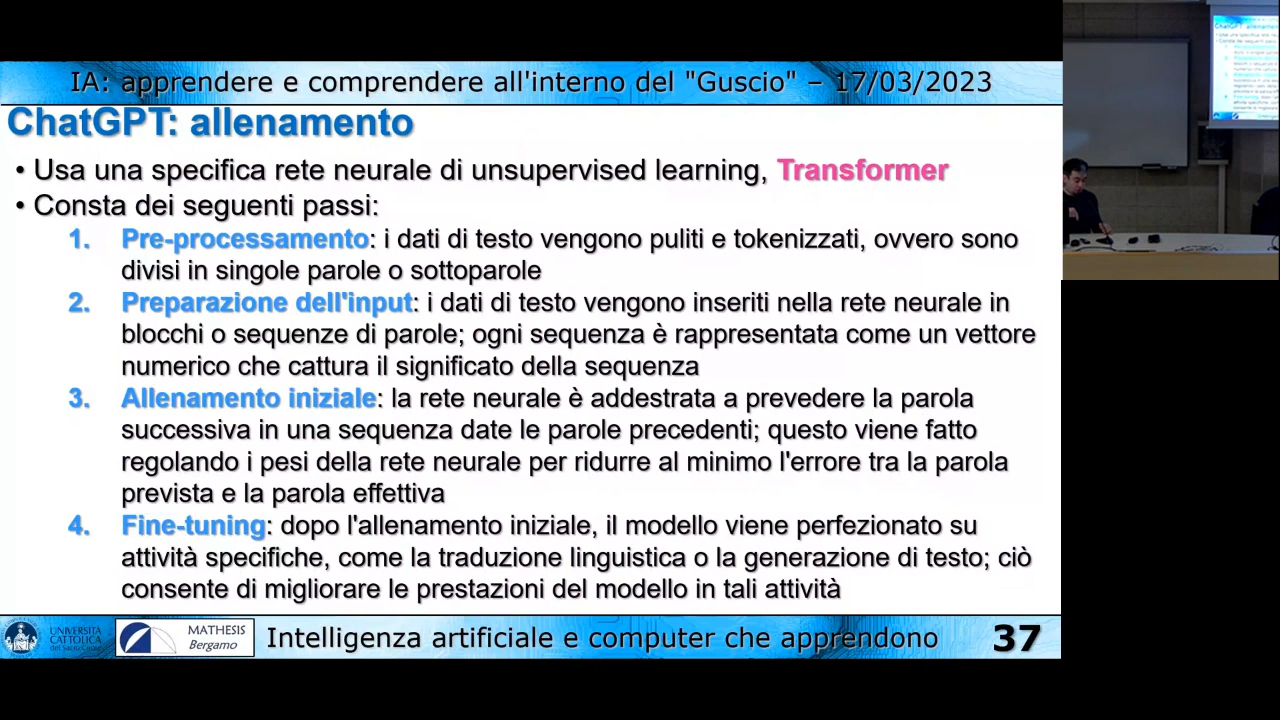 IA: apprendere e comprendere all'interno del "Guscio" – 17/03/2023
ChatGPT: allenamento
• Usa una specifica rete neurale di unsupervised learning, Transformer
• Consta dei seguenti passi:
1. Pre-processamento: i dati di testo vengono puliti e tokenizzati, ovvero sono
divisi in singole parole o sottoparole
2. Preparazione dell'input: i dati di testo vengono inseriti nella rete neurale in
blocchi o sequenze di parole; ogni sequenza è rappresentata come un vettore
numerico che cattura il significato della sequenza
3. Allenamento iniziale: la rete neurale è addestrata a prevedere la parola
successiva in una sequenza date le parole precedenti; questo viene fatto
regolando i pesi della rete neurale per ridurre al minimo l'errore tra la parola
prevista e la parola effettiva
4. Fine-tuning: dopo l'allenamento iniziale, il modello viene perfezionato su
attività specifiche, come la traduzione linguistica o la generazione di testo; ciò
consente di migliorare le prestazioni del modello in tali attività
UNIVERSITÀ
CATTOLICA
del Sacro Cuore
MATHESIS
Bergamo
Intelligenza artificiale e computer che apprendono
37